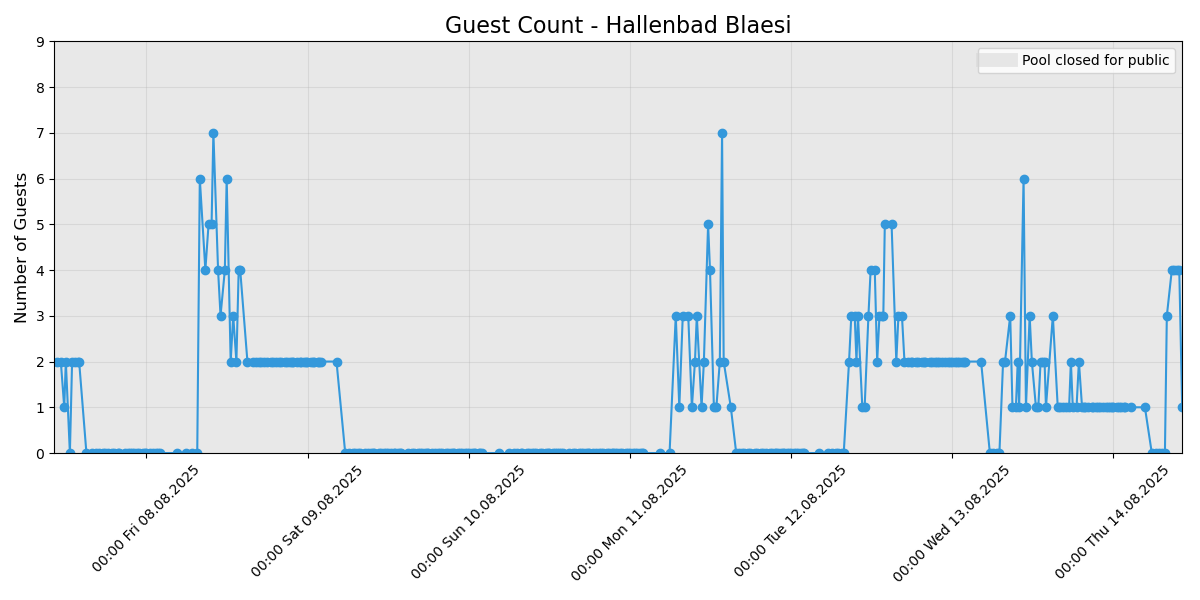 Guest Count - Hallenbad Blaesi
Pool closed for public
Number of Guests
9
8
7
6
5
4
3
2
1
0
00:00 Fri 08.08.2025
00:00 Sat 09.08.2025
00:00 Sun 10.08.2025
00:00 Mon 11.08.2025
00:00 Tue 12.08.2025
00:00 Wed 13.08.2025
00:00 Thu 14.08.2025